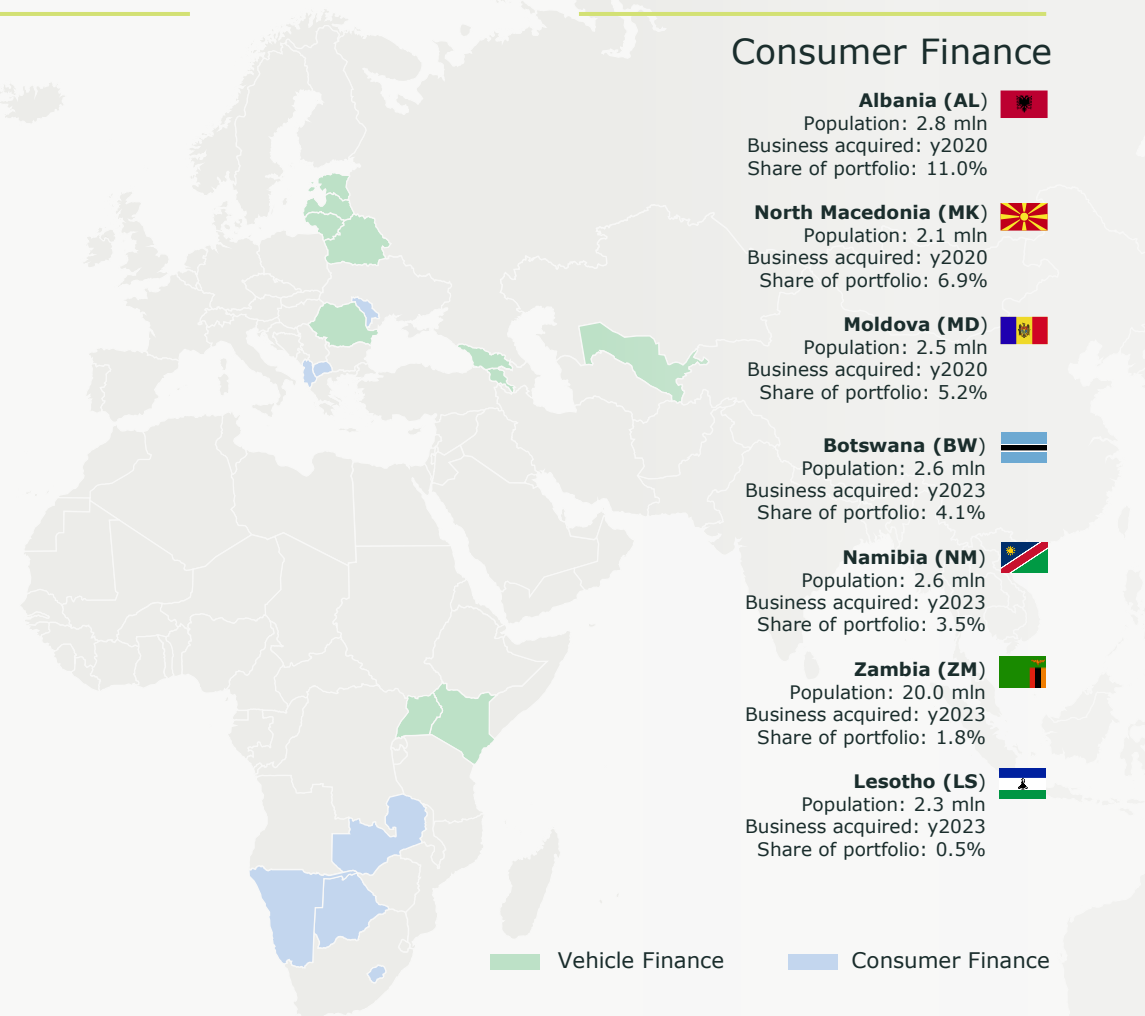 Consumer Finance
Albania (AL)
Population: 2.8 mln
Business acquired: y2020
Share of portfolio: 11.0%
North Macedonia (MK)
Population: 2.1 mln
Business acquired: y2020
Share of portfolio: 6.9%
Moldova (MD)
Population: 2.5 mln
Business acquired: y2020
Share of portfolio: 5.2%
Botswana (BW)
Population: 2.6 mln
Business acquired: y2023
Share of portfolio: 4.1%
Namibia (NM)
Population: 2.6 mln
Business acquired: y2023
Share of portfolio: 3.5%
Zambia (ZM)
Population: 20.0 mln
Business acquired: y2023
Share of portfolio: 1.8%
Lesotho (LS)
Population: 2.3 mln
Business acquired: y2023
Share of portfolio: 0.5%
Vehicle Finance
Consumer Finance